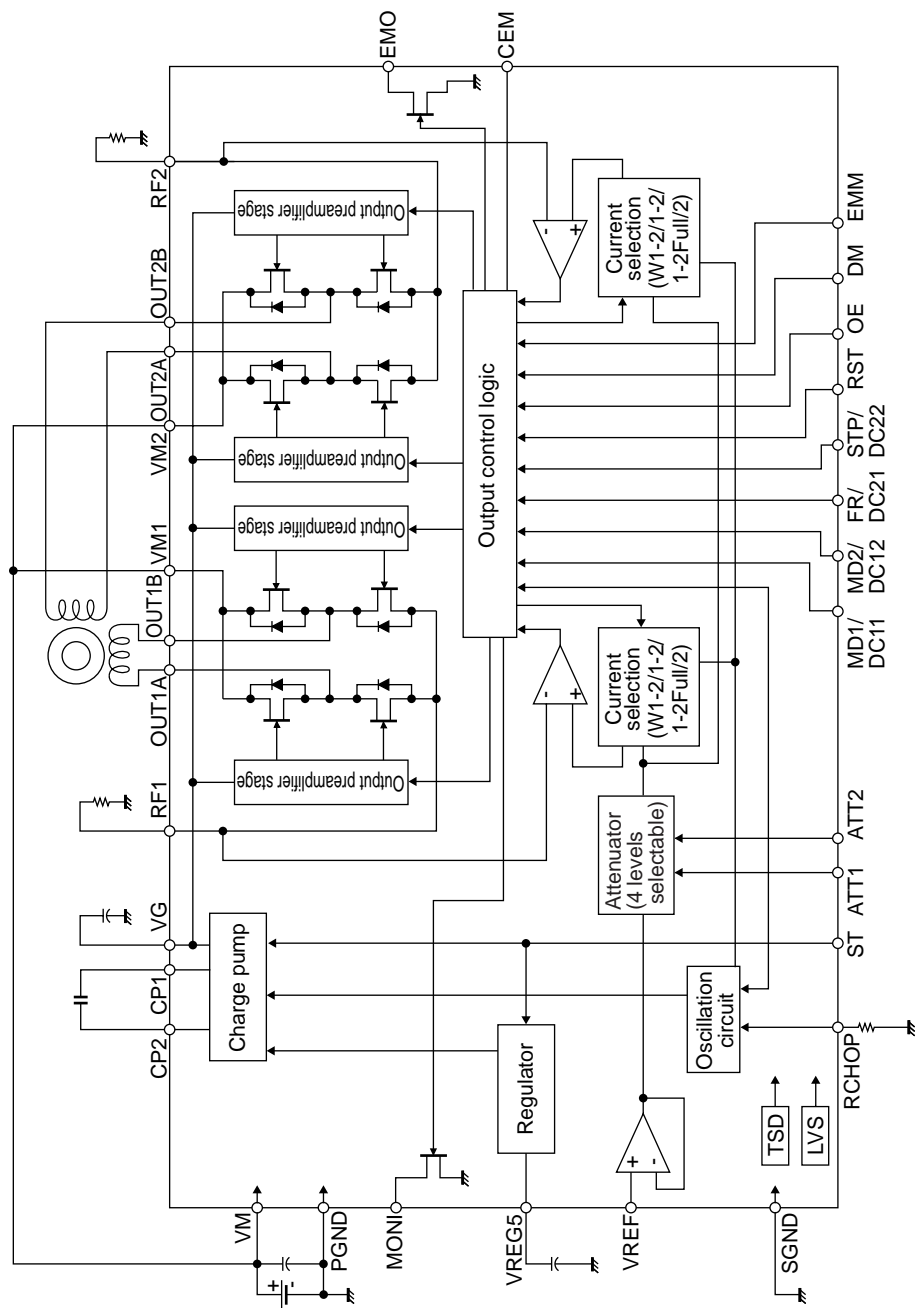 VM
PGND
MONI
VREG5
VREF
SGND
CP2
CP1
VG
RF1
OUT1A
OUT1B
VM1
VM2
OUT2A
OUT2B
RF2
EMO
CEM
Charge pump
Regulator
Output preamplifier stage
Output preamplifier stage
Output preamplifier stage
Output preamplifier stage
Output control logic
+
-
+
-
+
-
+
-
Attenuator
(4 levels
selectable)
Current
selection
(W1-2/1-2/
1-2Full/2)
Current
selection
(W1-2/1-2/
1-2Full/2)
Oscillation
circuit
TSD
LVS
RCHOP
ST
ATT1
ATT2
MD1/
DC11
MD2/
DC12
FR/
DC21
STP/
DC22
RST
OE
DM
EMM